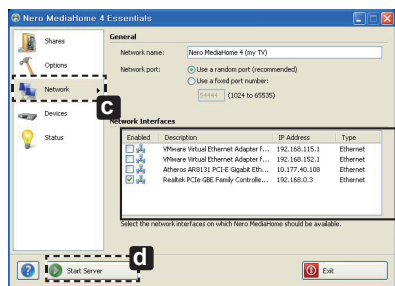 Nero MediaHome 4 Essentials
Shares
Options
Network
Devices
Status
c
General
Network name: Nero MediaHome 4 (my TV)
Network port: Use a random port (recommended)
Use a fixed port number:
54444 (1024 to 65535)
Network Interfaces
Enabled Description IP Address Type
VMware Virtual Ethernet Adapter f... 192.168.115.1 Ethernet
VMware Virtual Ethernet Adapter f... 192.168.152.1 Ethernet
Atheros AR8131 PCI-E Gigabit Eth... 10.177.40.108 Ethernet
Realtek PCIe GBE Family Controlle... 192.168.0.3 Ethernet
Select the network interfaces on which Nero MediaHome should be available.
d
Start Server
Exit